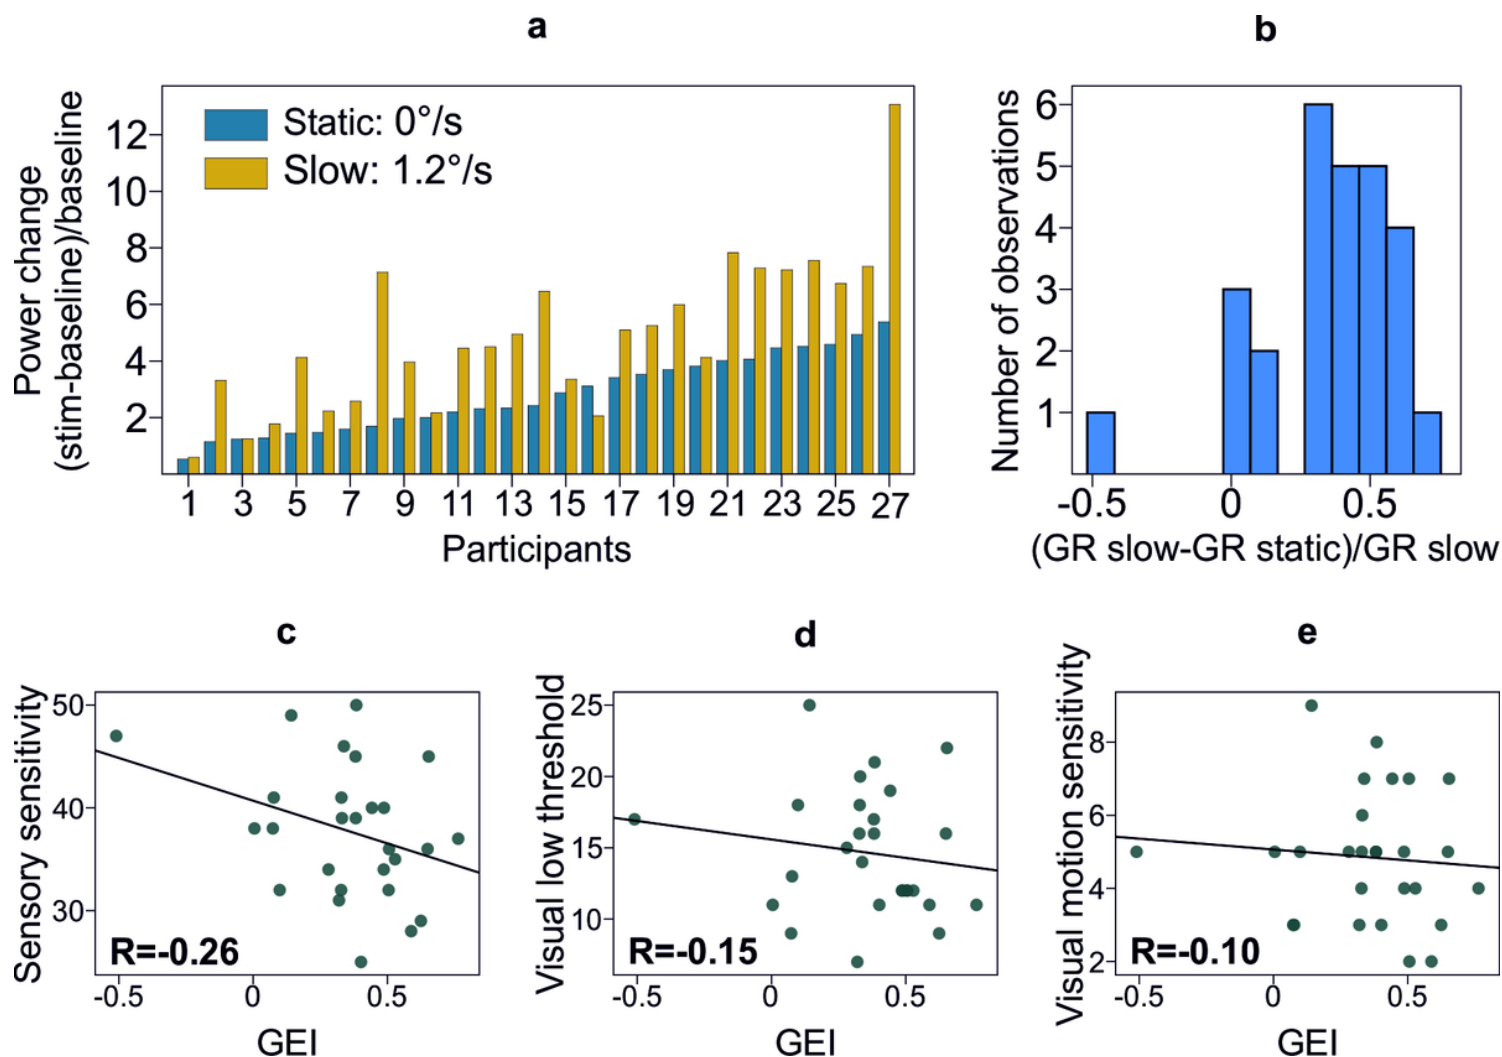 a
Power change
(stim-baseline)/baseline
Static: 0°/s
Slow: 1.2°/s
12
10
8
6
4
2
1 3 5 7 9 11 13 15 17 19 21 23 25 27
Participants
b
Number of observations
6
5
4
3
2
1
-0.5 0 0.5
(GR slow-GR static)/GR slow
c
Sensory sensitivity
50
40
30
R=-0.26
-0.5 0 0.5
GEI
d
Visual low threshold
25
20
15
10
R=-0.15
-0.5 0 0.5
GEI
e
Visual motion sensitivity
8
6
4
2
R=-0.10
-0.5 0 0.5
GEI